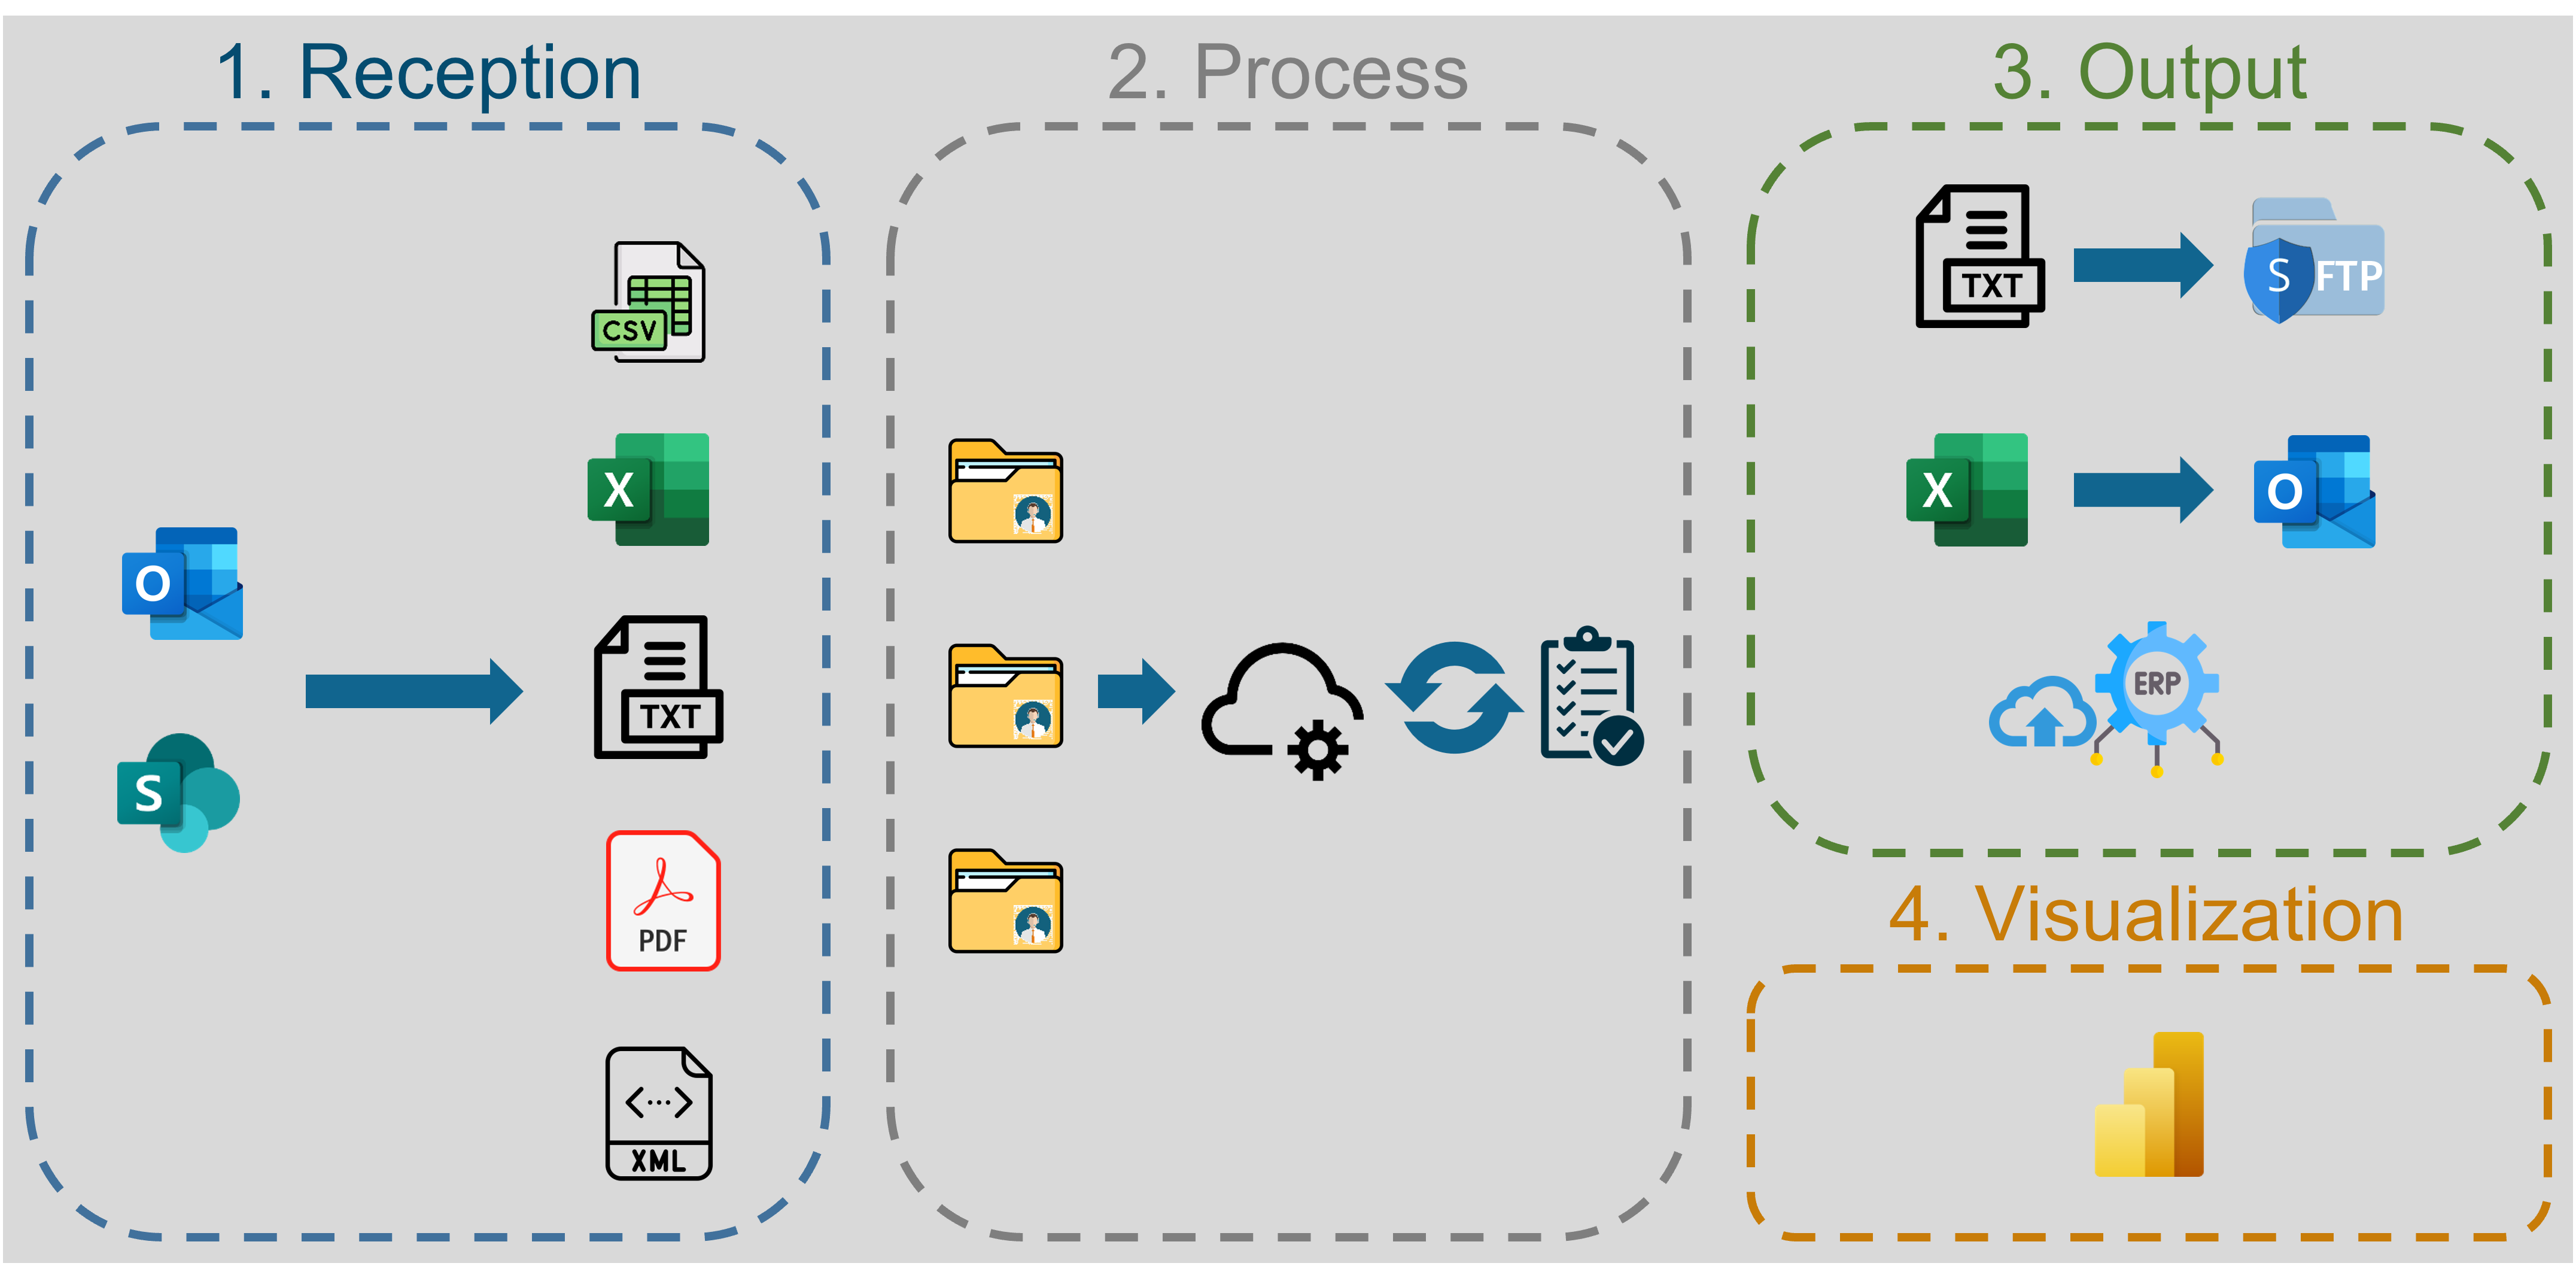 1. Reception
CSV
X
O
TXT
S
PDF
XML
2. Process
3. Output
TXT
S FTP
X
O
ERP
4. Visualization